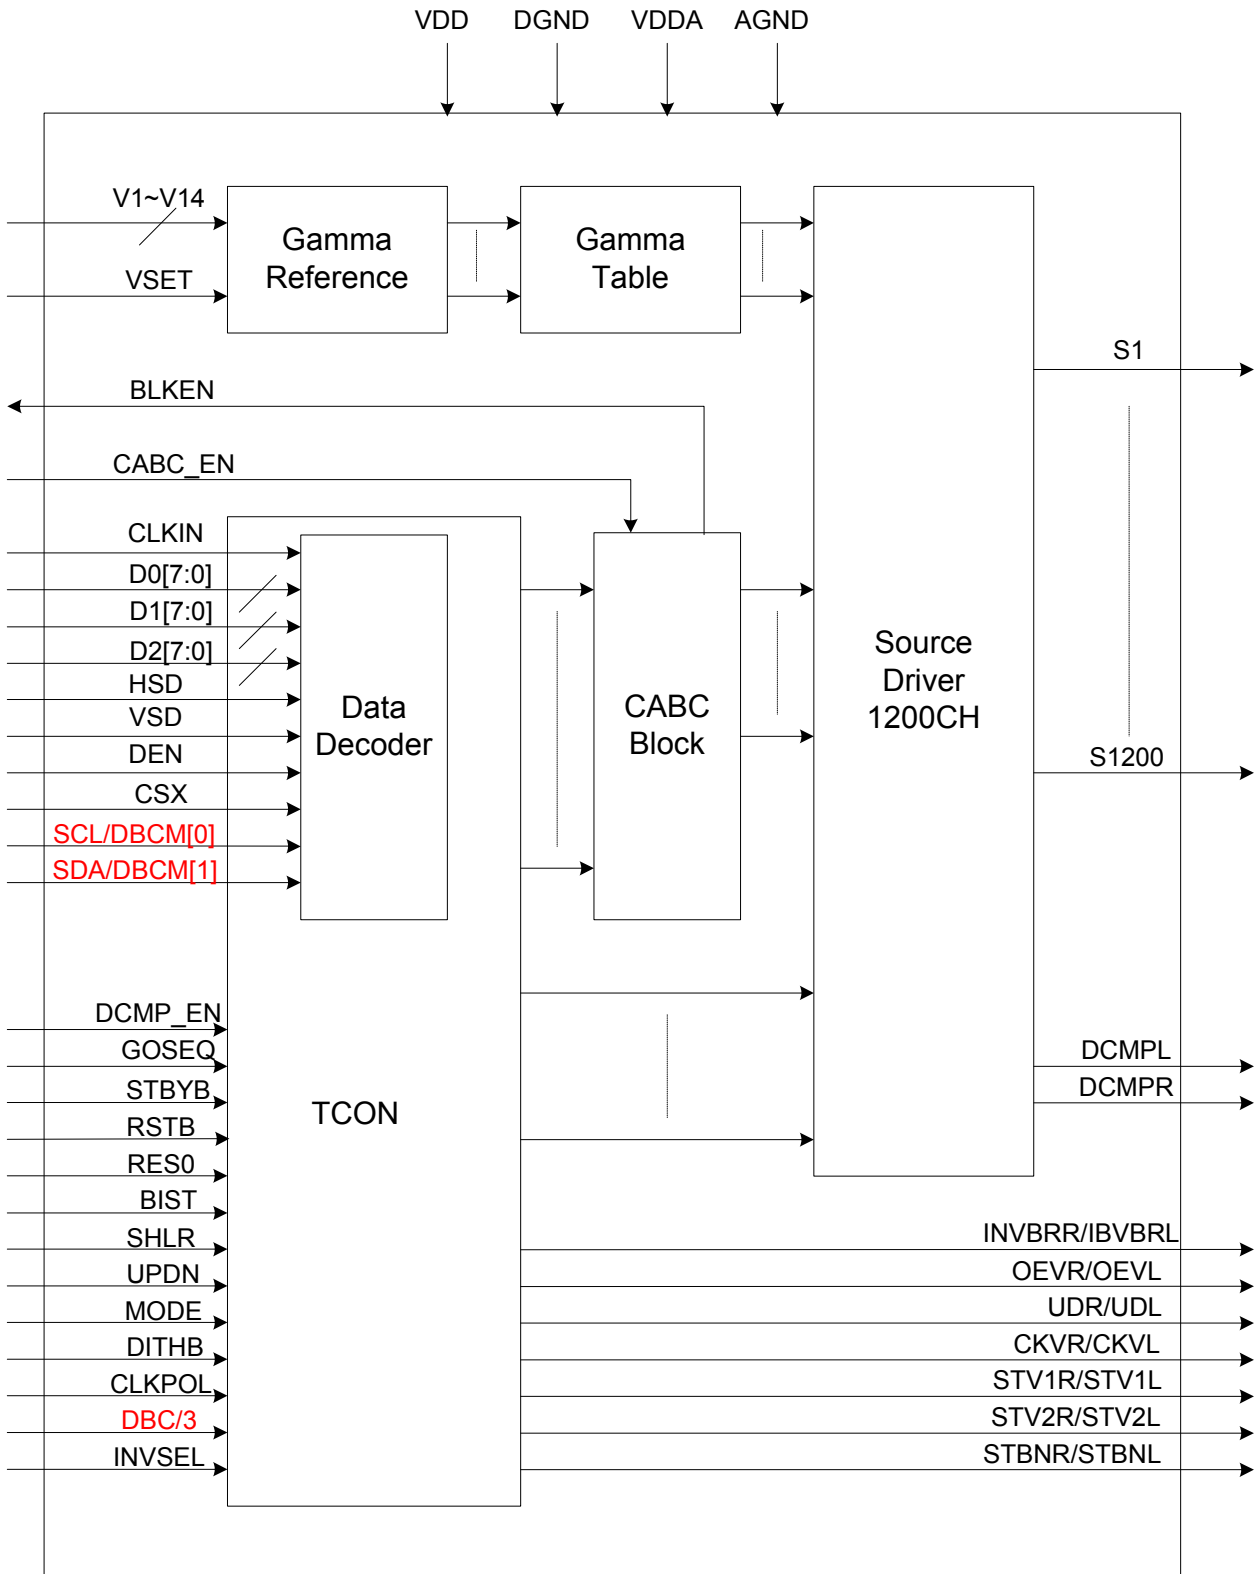 VDD DGND VDDA AGND
V1~V14
VSET
Gamma
Reference
Gamma
Table
S1
BLKEN
CABC_EN
CLKIN
D0[7:0]
D1[7:0]
D2[7:0]
HSD
VSD
DEN
CSX
SCL/DBCM[0]
SDA/DBCM[1]
Data
Decoder
CABC
Block
Source
Driver
1200CH
S1200
DCMP_EN
GOSEQ
STBYB
RSTB
RES0
BIST
SHLR
UPDN
MODE
DITHB
CLKPOL
DBC/3
INVSEL
TCON
DCMPL
DCMPR
INVBRR/IBVBRL
OEVR/OEVL
UDR/UDL
CKVR/CKVL
STV1R/STV1L
STV2R/STV2L
STBNR/STBNL